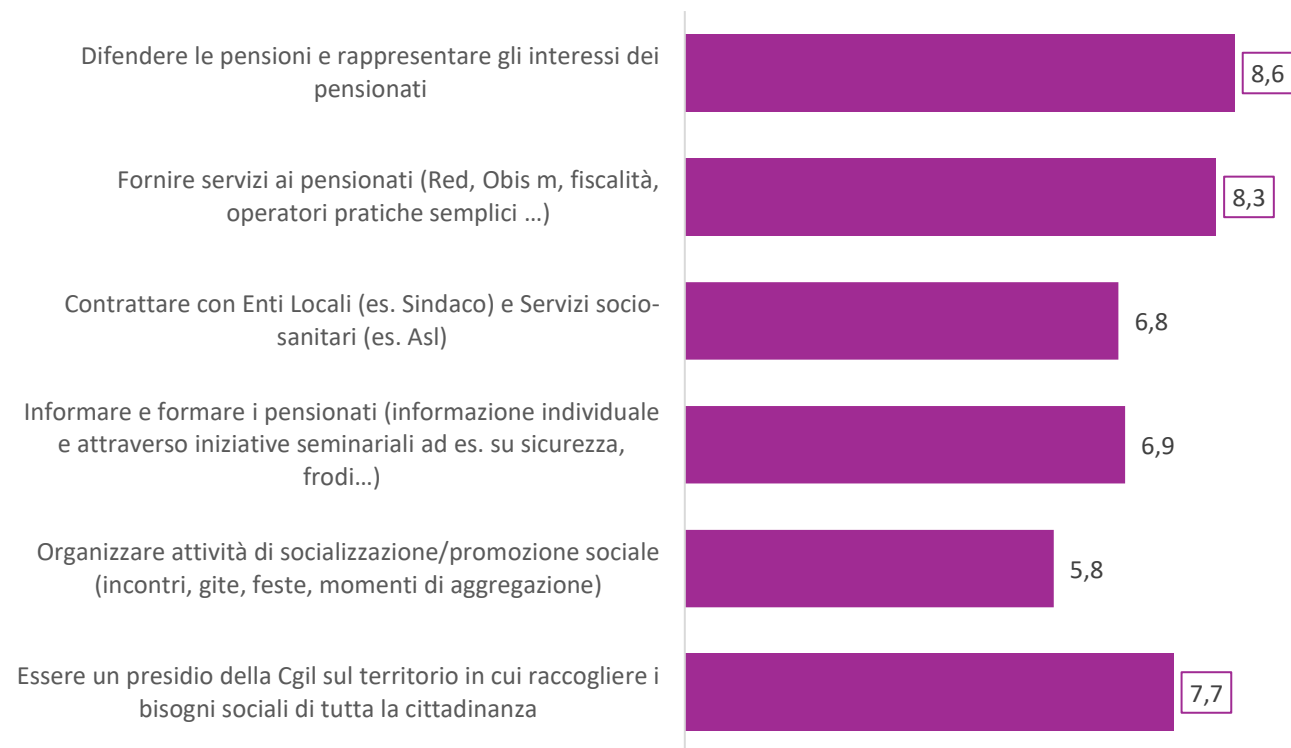 Difendere le pensioni e rappresentare gli interessi dei
pensionati
8,6
Fornire servizi ai pensionati (Red, Obis m, fiscalità,
operatori pratiche semplici …)
8,3
Contrattare con Enti Locali (es. Sindaco) e Servizi socio-
sanitari (es. Asl)
6,8
Informare e formare i pensionati (informazione individuale
e attraverso iniziative seminariali ad es. su sicurezza,
frodi…)
6,9
Organizzare attività di socializzazione/promozione sociale
(incontri, gite, feste, momenti di aggregazione)
5,8
Essere un presidio della Cgil sul territorio in cui raccogliere i
bisogni sociali di tutta la cittadinanza
7,7